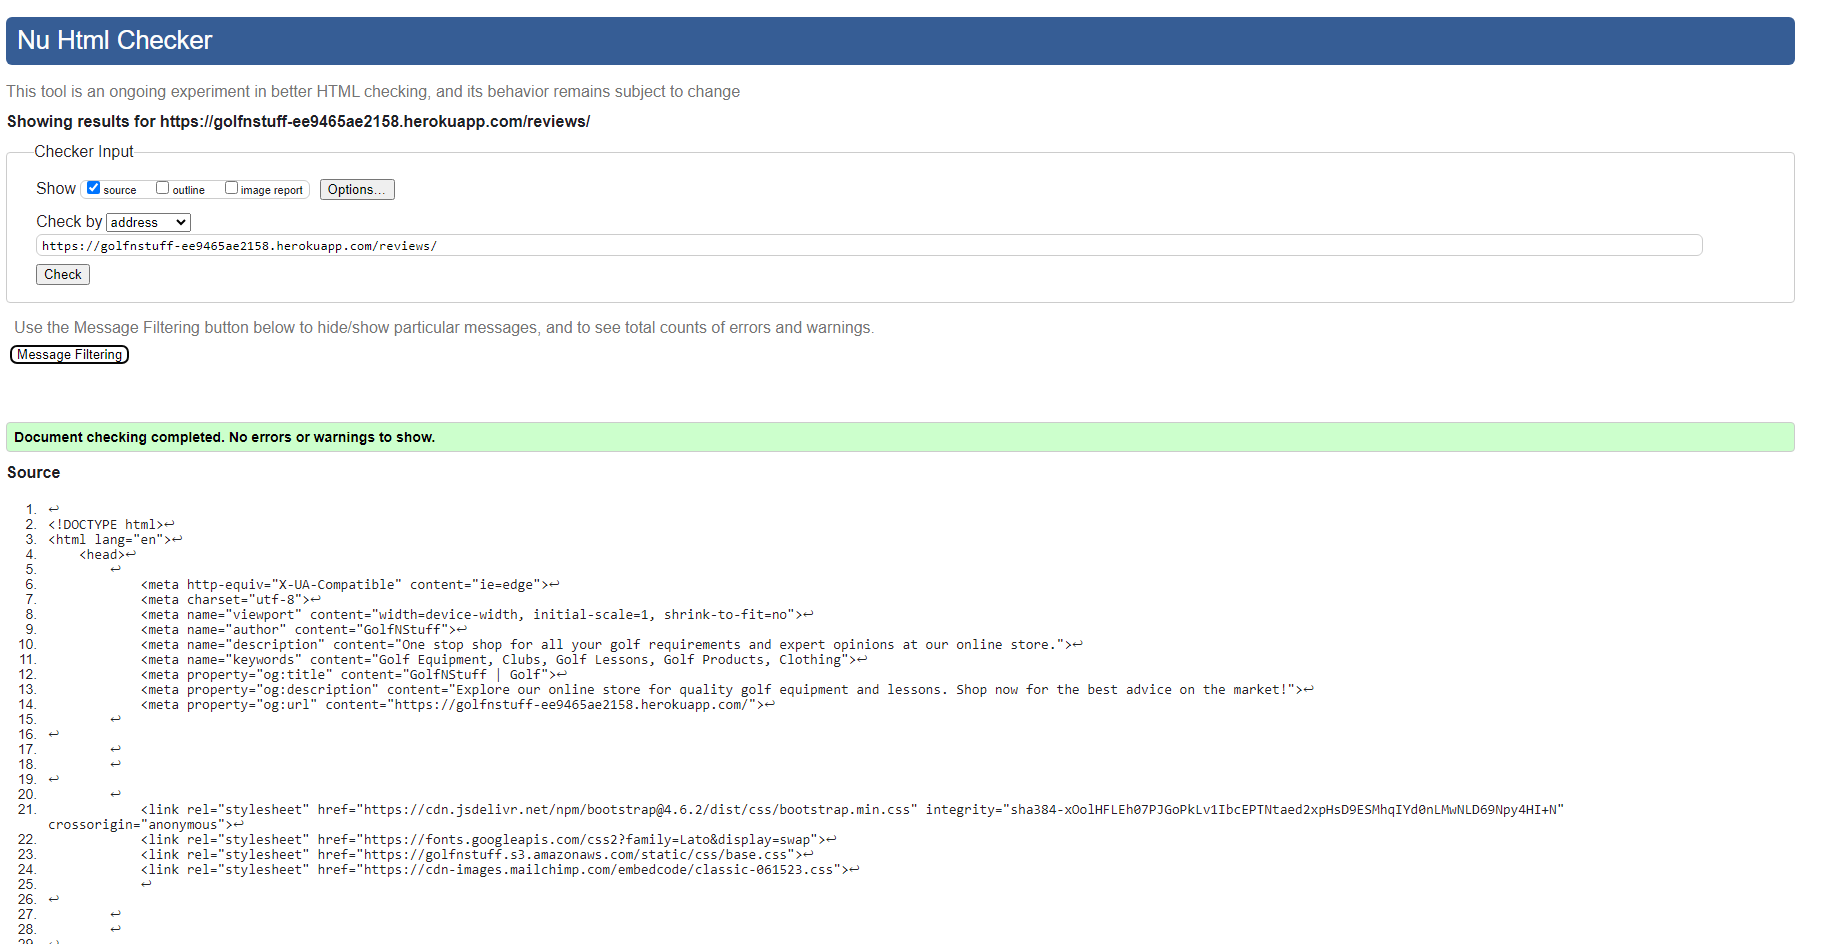 Nu Html Checker
This tool is an ongoing experiment in better HTML checking, and its behavior remains subject to change
Showing results for https://golfnstuff-ee9465ae2158.herokuapp.com/reviews/
Checker Input
Show source outline image report Options...
Check by address
https://golfnstuff-ee9465ae2158.herokuapp.com/reviews/
Check
Use the Message Filtering button below to hide/show particular messages, and to see total counts of errors and warnings.
Message Filtering
Document checking completed. No errors or warnings to show.
Source
1. ↩
2. <!DOCTYPE html>↩
3. <html lang="en">↩
4. <head>↩
5. ↩
6. <meta http-equiv="X-UA-Compatible" content="ie=edge">↩
7. <meta charset="utf-8">↩
8. <meta name="viewport" content="width=device-width, initial-scale=1, shrink-to-fit=no">↩
9. <meta name="author" content="GolfNStuff">↩
10. <meta name="description" content="One stop shop for all your golf requirements and expert opinions at our online store.">↩
11. <meta name="keywords" content="Golf Equipment, Clubs, Golf Lessons, Golf Products, Clothing">↩
12. <meta property="og:title" content="GolfNStuff | Golf">↩
13. <meta property="og:description" content="Explore our online store for quality golf equipment and lessons. Shop now for the best advice on the market!">↩
14. <meta property="og:url" content="https://golfnstuff-ee9465ae2158.herokuapp.com/">↩
15. ↩
16. ↩
17. ↩
18. ↩
19. ↩
20. ↩
21. <link rel="stylesheet" href="https://cdn.jsdelivr.net/npm/bootstrap@4.6.2/dist/css/bootstrap.min.css" integrity="sha384-xOolHFLEh07PJGoPkLv1IbcEPTNtaed2xpHsD9ESMhqIYd0nLMwNLD69Npy4HI+N"
crossorigin="anonymous">↩
22. <link rel="stylesheet" href="https://fonts.googleapis.com/css2?family=Lato&display=swap">↩
23. <link rel="stylesheet" href="https://golfnstuff.s3.amazonaws.com/static/css/base.css">↩
24. <link rel="stylesheet" href="https://cdn-images.mailchimp.com/embedcode/classic-061523.css">↩
25. ↩
26. ↩
27. ↩
28. ↩
29. ↩